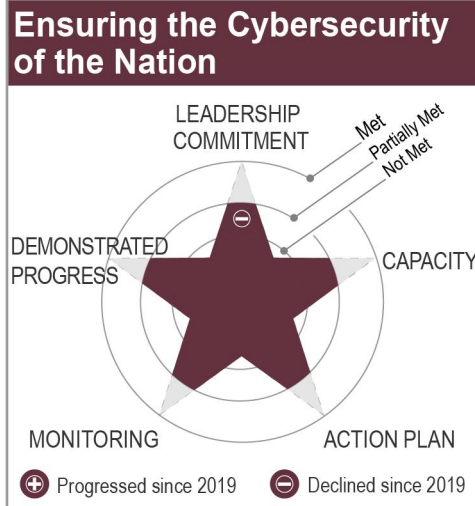 Ensuring the Cybersecurity
of the Nation
LEADERSHIP
COMMITMENT
Met
Partially Met
Not Met
DEMONSTRATED
PROGRESS
CAPACITY
MONITORING
ACTION PLAN
Progressed since 2019
Declined since 2019